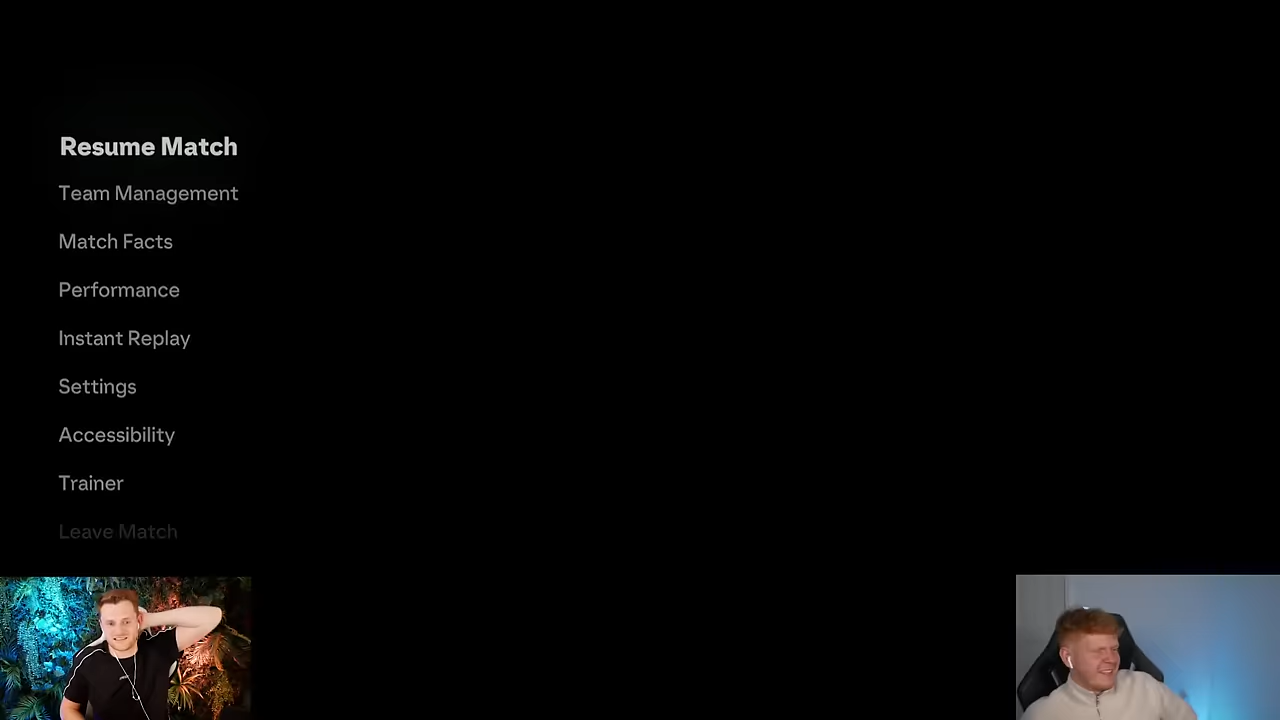 Resume Match
Team Management
Match Facts
Performance
Instant Replay
Settings
Accessibility
Trainer
Leave Match